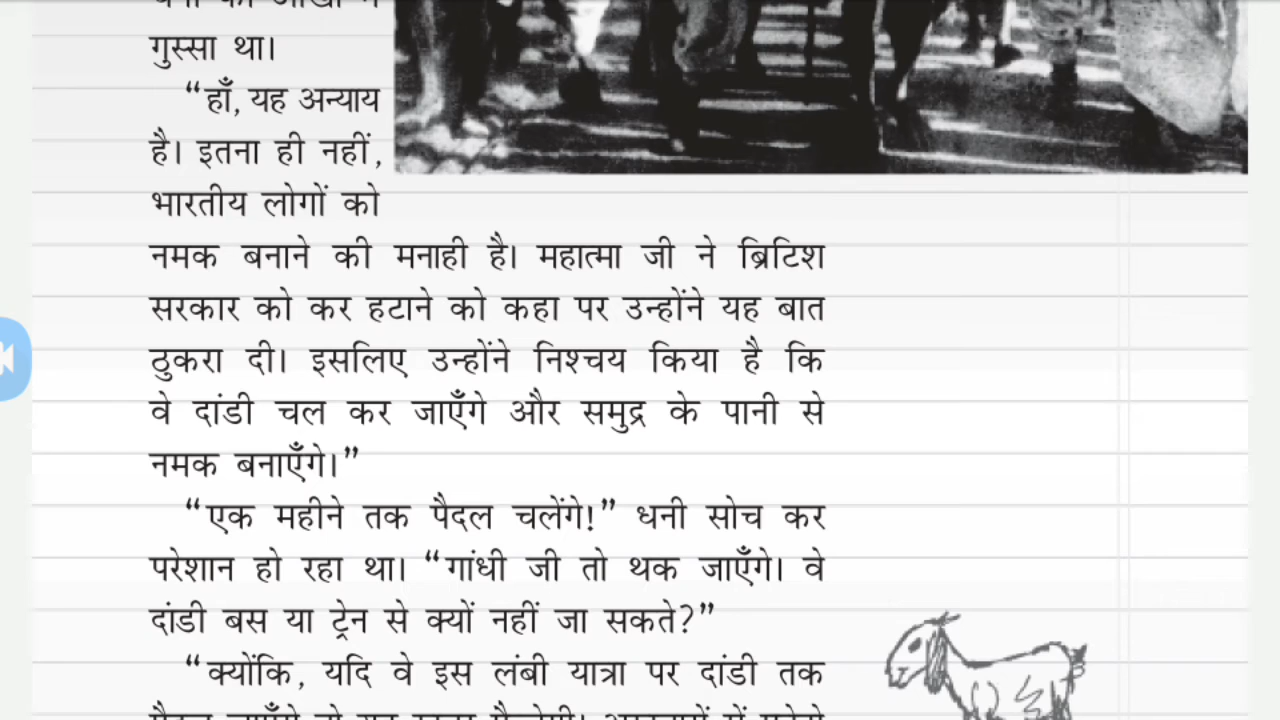 गुस्सा था।
“हाँ, यह अन्याय
है। इतना ही नहीं,
भारतीय लोगों को
नमक बनाने की मनाही है। महात्मा जी ने ब्रिटिश
सरकार को कर हटाने को कहा पर उन्होंने यह बात
ठुकरा दी। इसलिए उन्होंने निश्चय किया है कि
वे दांडी चल कर जाएँगे और समुद्र के पानी से
नमक बनाएँगे।”
“एक महीने तक पैदल चलेंगे!” धनी सोच कर
परेशान हो रहा था। “गांधी जी तो थक जाएँगे। वे
दांडी बस या ट्रेन से क्यों नहीं जा सकते?”
“क्योंकि, यदि वे इस लंबी यात्रा पर दांडी तक